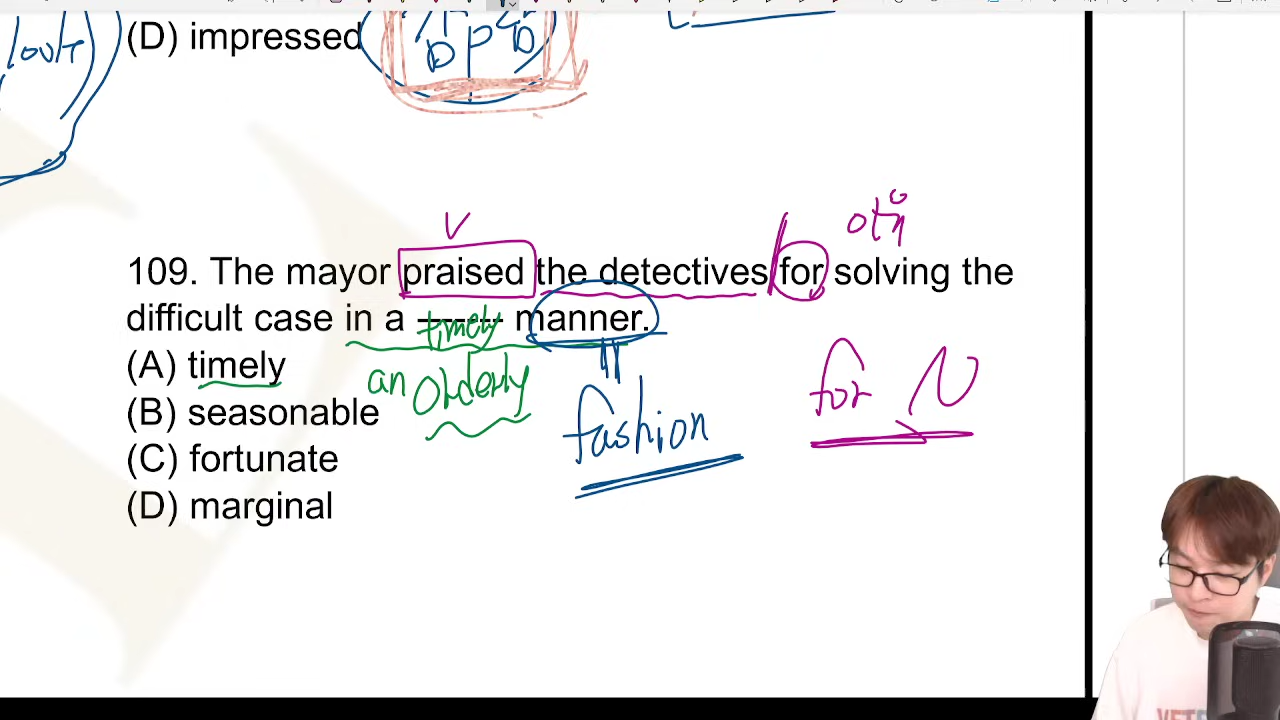 (D) impressed
V
109. The mayor praised the detectives for solving the
difficult case in a timely manner.
(A) timely
an orderly
(B) seasonable
fashion
for N
(C) fortunate
(D) marginal